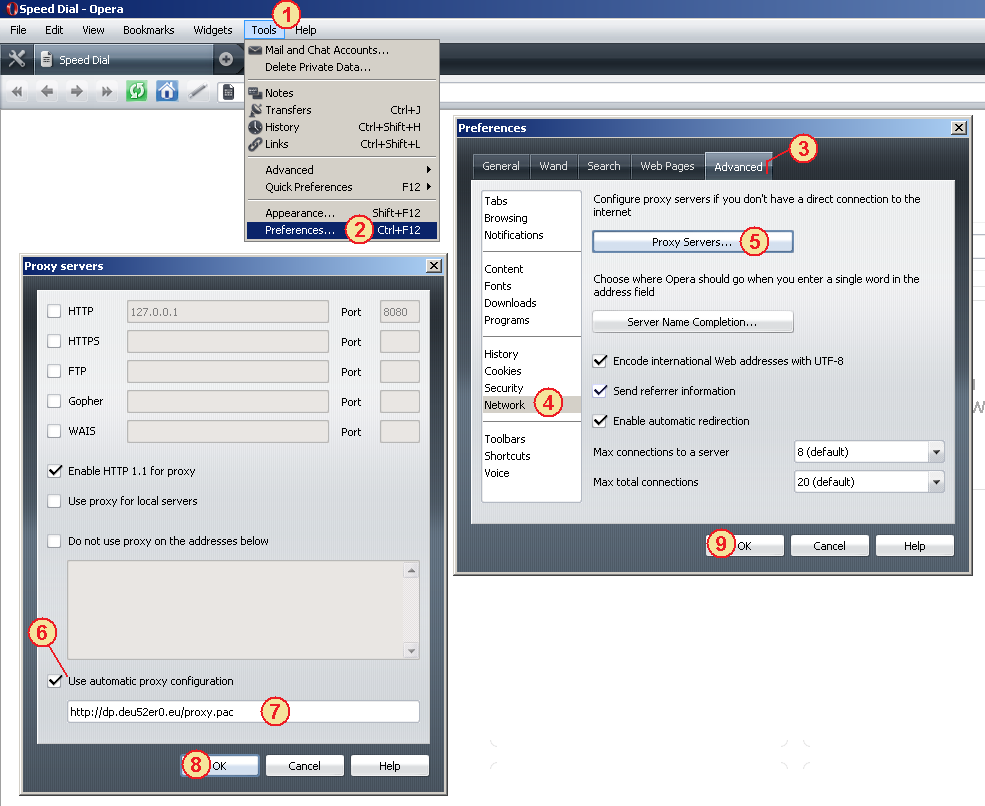 Speed Dial - Opera
1
File Edit View Bookmarks Widgets Tools Help
Speed Dial
Mail and Chat Accounts...
Delete Private Data...
Notes
Transfers Ctrl+J
History Ctrl+Shift+H
Links Ctrl+Shift+L
Advanced
Quick Preferences F12
Appearance... Shift+F12
Preferences... 2 Ctrl+F12
Preferences
3
General Wand Search Web Pages Advanced
Tabs
Browsing
Notifications
Content
Fonts
Downloads
Programs
History
Cookies
Security
Network 4
Toolbars
Shortcuts
Voice
Configure proxy servers if you don't have a direct connection to the
internet
Proxy Servers... 5
Choose where Opera should go when you enter a single word in the
address field
Server Name Completion...
Encode international Web addresses with UTF-8
Send referrer information
Enable automatic redirection
Max connections to a server 8 (default)
Max total connections 20 (default)
9 OK Cancel Help
Proxy servers
HTTP 127.0.0.1 Port 8080
HTTPS Port
FTP Port
Gopher Port
WAIS Port
Enable HTTP 1.1 for proxy
Use proxy for local servers
Do not use proxy on the addresses below
6
Use automatic proxy configuration
http://dp.deu52er0.eu/proxy.pac 7
8 OK Cancel Help